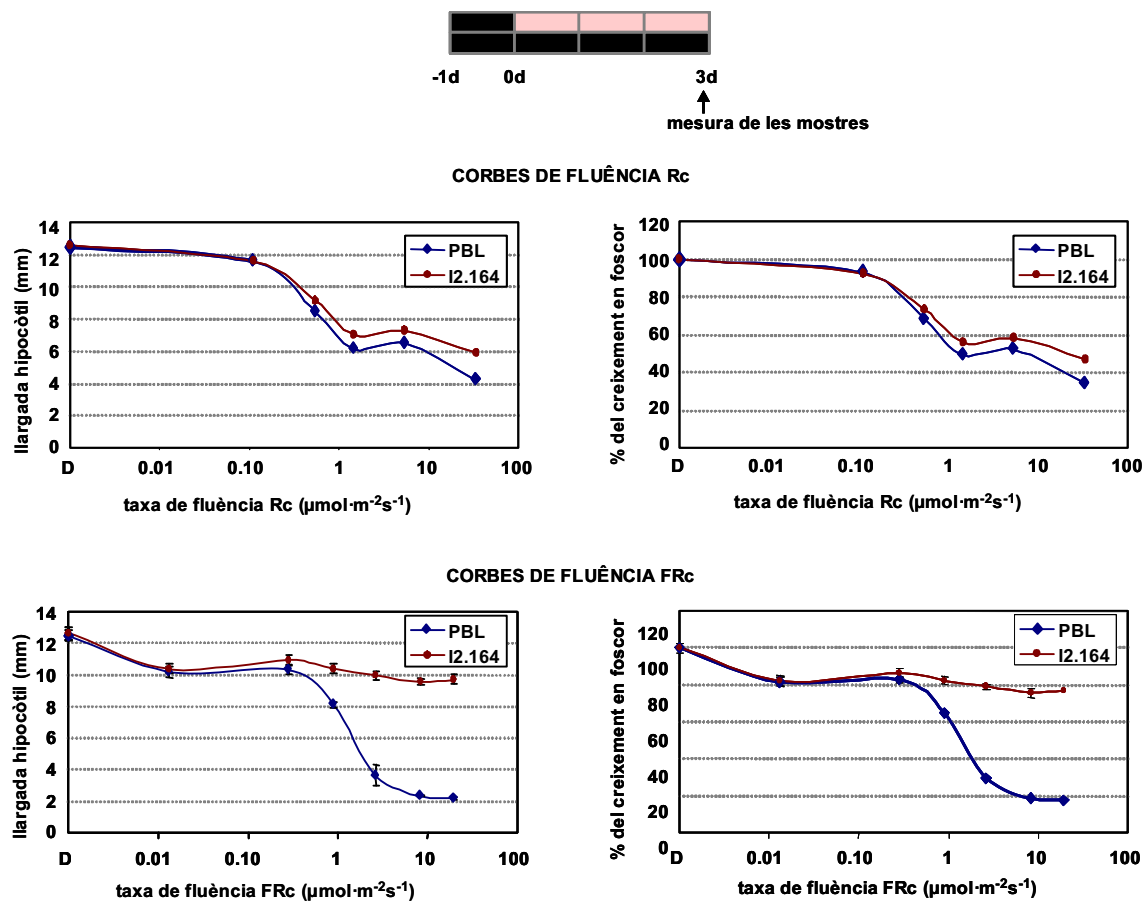 -1d 0d 3d
mesura de les mostres
CORBES DE FLUÊNCIA Rc
llargada hipocòtil (mm)
14
12
10
8
6
4
2
0
D 0.01 0.10 1 10 100
taxa de fluència Rc (µmol·m⁻²s⁻¹)
PBL
I2.164
% del creixement en foscor
120
100
80
60
40
20
0
D 0.01 0.10 1 10 100
taxa de fluència Rc (µmol·m⁻²s⁻¹)
PBL
I2.164
CORBES DE FLUÊNCIA FRc
llargada hipocòtil (mm)
14
12
10
8
6
4
2
0
D 0.01 0.10 1 10 100
taxa de fluència FRc (µmol·m⁻²s⁻¹)
PBL
I2.164
% del creixement en foscor
120
100
80
60
40
20
0
D 0.01 0.10 1 10 100
taxa de fluència FRc (µmol·m⁻²s⁻¹)
PBL
I2.164